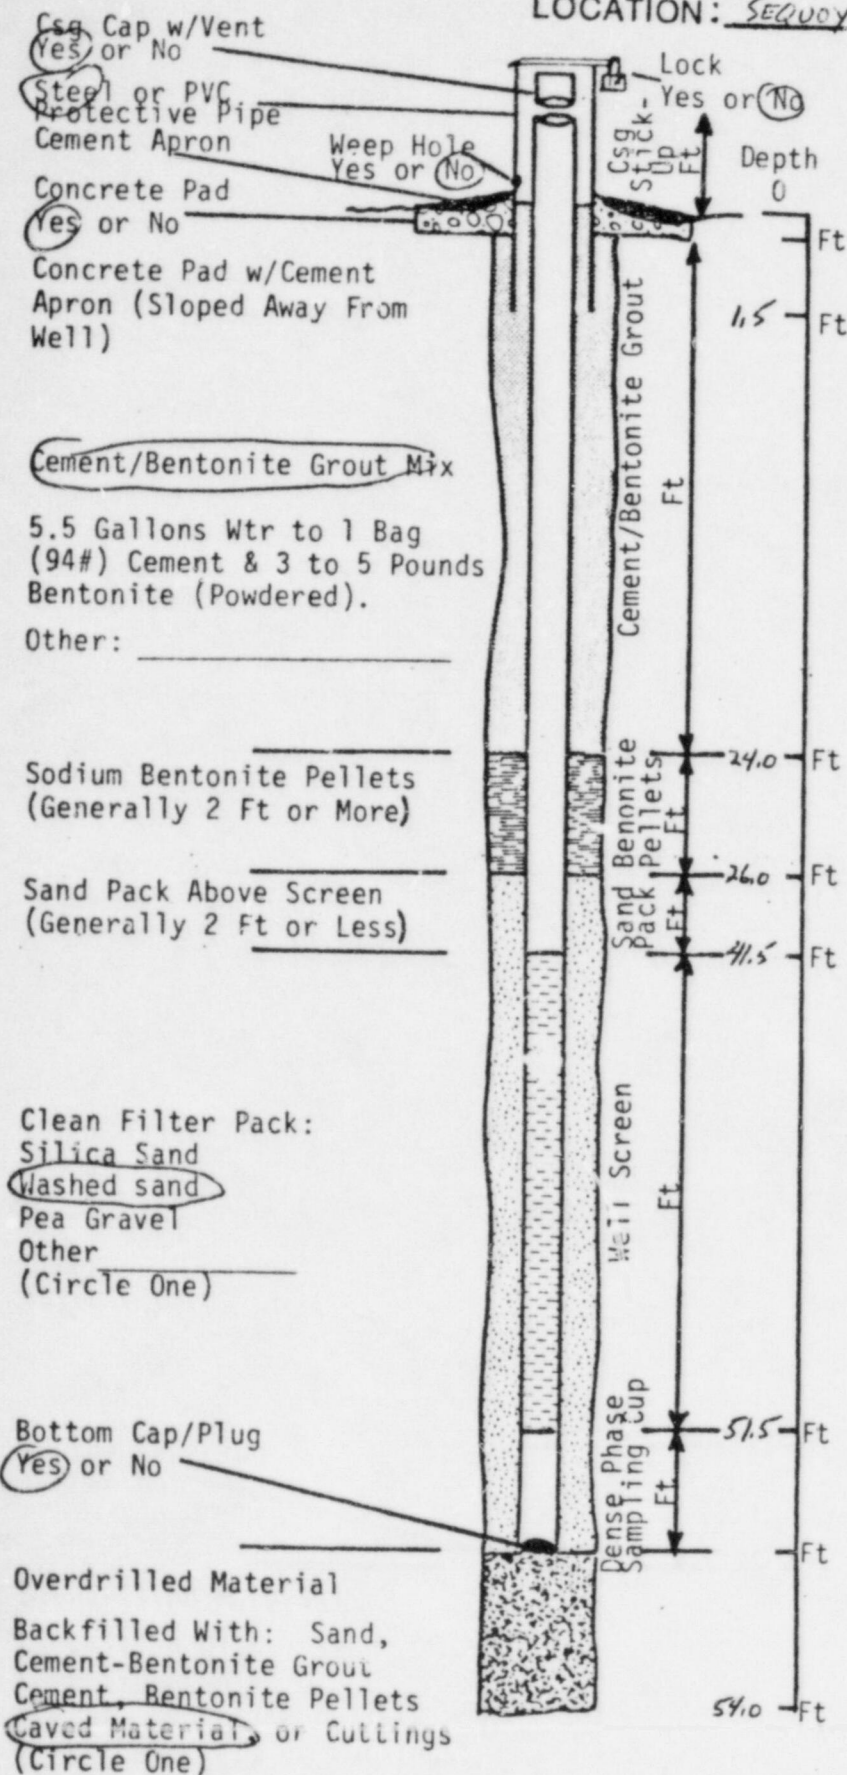 LOCATION: SEQUOY
Csg Cap w/Vent
Yes or No
Steel or PVC
Protective Pipe
Cement Apron
Weep Hole
Yes or No
Lock
Yes or No
Csg
Stick-
Up
Ft
Depth
0
Concrete Pad
Yes or No
Ft
Concrete Pad w/Cement
Apron (Sloped Away From
Well)
1.5 Ft
Cement/Bentonite Grout
Ft
Cement/Bentonite Grout Mix
5.5 Gallons Wtr to 1 Bag
(94#) Cement & 3 to 5 Pounds
Bentonite (Powdered).
Other:
24.0 Ft
Sodium Bentonite Pellets
(Generally 2 Ft or More)
Sand Benonite
Pack Pellets
Ft
Ft
26.0 Ft
Sand Pack Above Screen
(Generally 2 Ft or Less)
41.5 Ft
Clean Filter Pack:
Silica Sand
Washed sand
Pea Gravel
Other
(Circle One)
Well Screen
Ft
51.5 Ft
Bottom Cap/Plug
Yes or No
Dense Phase
Sampling Cup
Ft
Ft
Overdrilled Material
Backfilled With: Sand,
Cement-Bentonite Grout
Cement, Bentonite Pellets
Caved Material, or Cuttings
(Circle One)
54.0 Ft